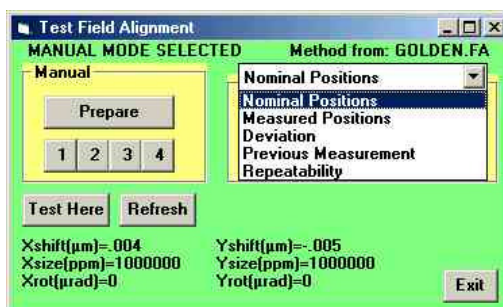 Test Field Alignment
MANUAL MODE SELECTED Method from: GOLDEN.FA
Manual
Prepare
1 2 3 4
Nominal Positions
Nominal Positions
Measured Positions
Deviation
Previous Measurement
Repeatability
Test Here Refresh
Xshift(µm)=.004 Yshift(µm)=-.005
Xsize(ppm)=1000000 Ysize(ppm)=1000000
Xrot(µrad)=0 Yrot(µrad)=0
Exit